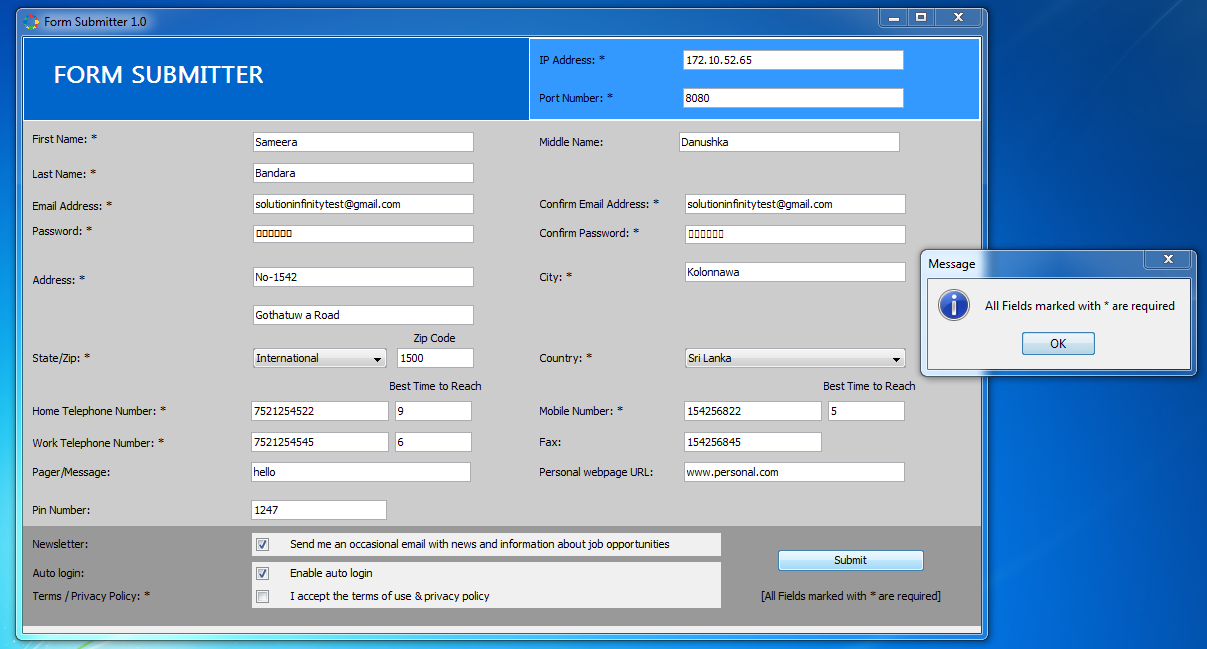 Form Submitter 1.0
FORM SUBMITTER
IP Address: * 172.10.52.65
Port Number: * 8080
First Name: * Sameera Middle Name: Danushka
Last Name: * Bandara
Email Address: * solutioninfinitytest@gmail.com Confirm Email Address: * solutioninfinitytest@gmail.com
Password: * Confirm Password: *
Address: * No-1542 City: * Kolonnawa
Gothatuw a Road
Zip Code
State/Zip: * International 1500 Country: * Sri Lanka
Best Time to Reach Best Time to Reach
Home Telephone Number: * 7521254522 9 Mobile Number: * 154256822 5
Work Telephone Number: * 7521254545 6 Fax: 154256845
Pager/Message: hello Personal webpage URL: www.personal.com
Pin Number: 1247
Newsletter: Send me an occasional email with news and information about job opportunities
Submit
Auto login: Enable auto login
Terms / Privacy Policy: * I accept the terms of use & privacy policy [All Fields marked with * are required]
Message
All Fields marked with * are required
OK